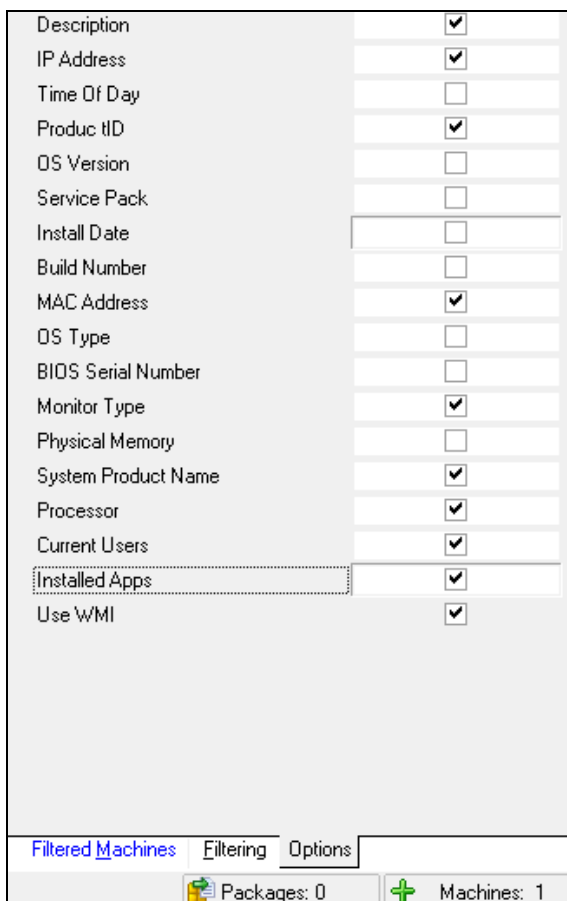 Description
IP Address
Time Of Day
Produc tID
OS Version
Service Pack
Install Date
Build Number
MAC Address
OS Type
BIOS Serial Number
Monitor Type
Physical Memory
System Product Name
Processor
Current Users
Installed Apps
Use WMI
Filtered Machines Filtering Options
Packages: 0 Machines: 1